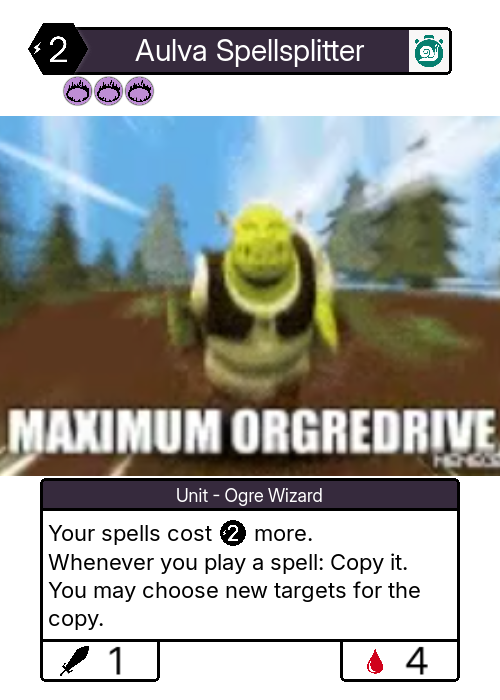 2 Aulva Spellsplitter
MAXIMUM ORGREDRIVE
Unit - Ogre Wizard
Your spells cost 2 more.
Whenever you play a spell: Copy it.
You may choose new targets for the
copy.
1 4